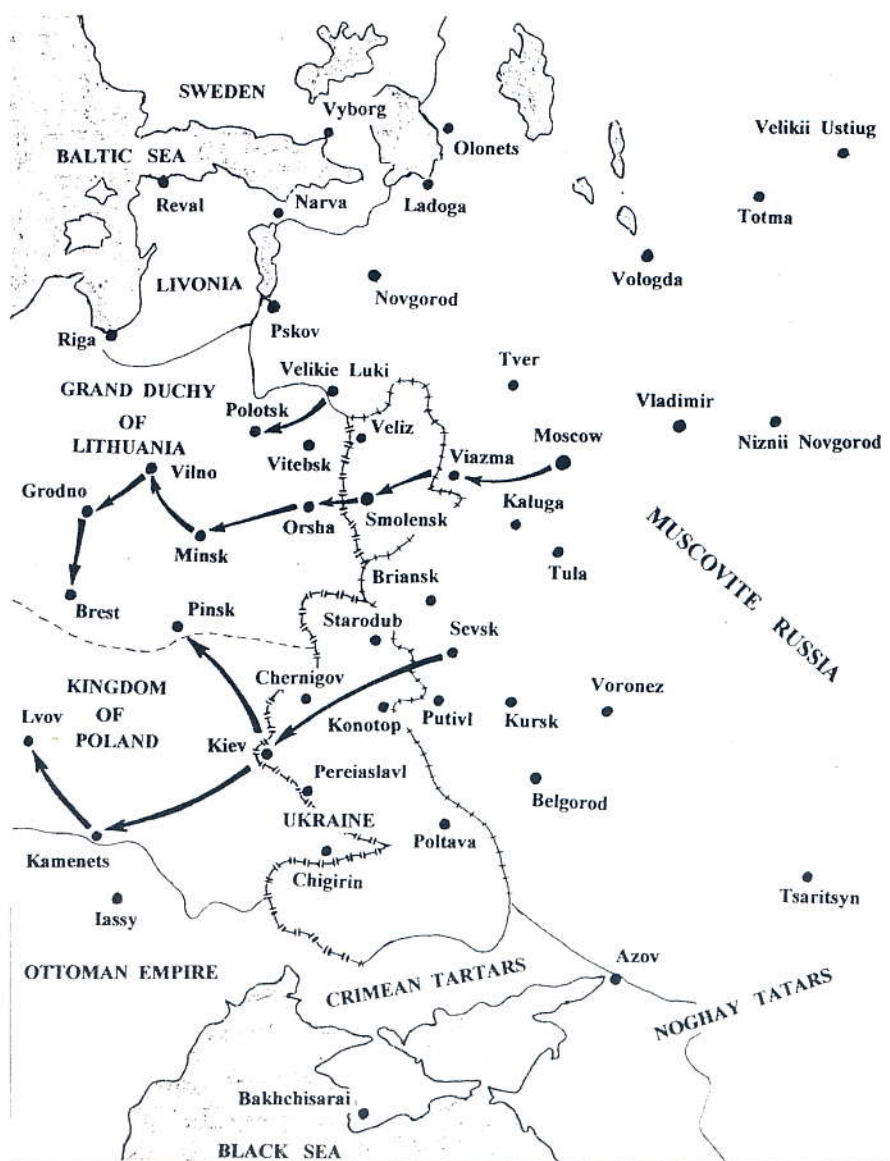 SWEDEN
Vyborg
Velikii Ustiug
Olonets
BALTIC SEA
Reval
Narva
Ladoga
Totma
LIVONIA
Novgorod
Vologda
Riga
Pskov
Velikie Luki
Tver
GRAND DUCHY
OF
LITHUANIA
Polotsk
Veliz
Vladimir
Vitebsk
Viazma
Moscow
Niznii Novgorod
Vilno
Grodno
Orsha
Smolensk
Kaluga
Minsk
MUSCOVITE RUSSIA
Tula
Briansk
Brest
Pinsk
Starodub
Sevsk
Chernigov
KINGDOM
OF
POLAND
Lvov
Voronez
Konotop
Putivl
Kursk
Kiev
Pereiaslavl
Belgorod
UKRAINE
Poltava
Kamenets
Chigirin
Tsaritsyn
Iassy
Azov
OTTOMAN EMPIRE
CRIMEAN TARTARS
NOGHAY TATARS
Bakhchisarai
BLACK SEA